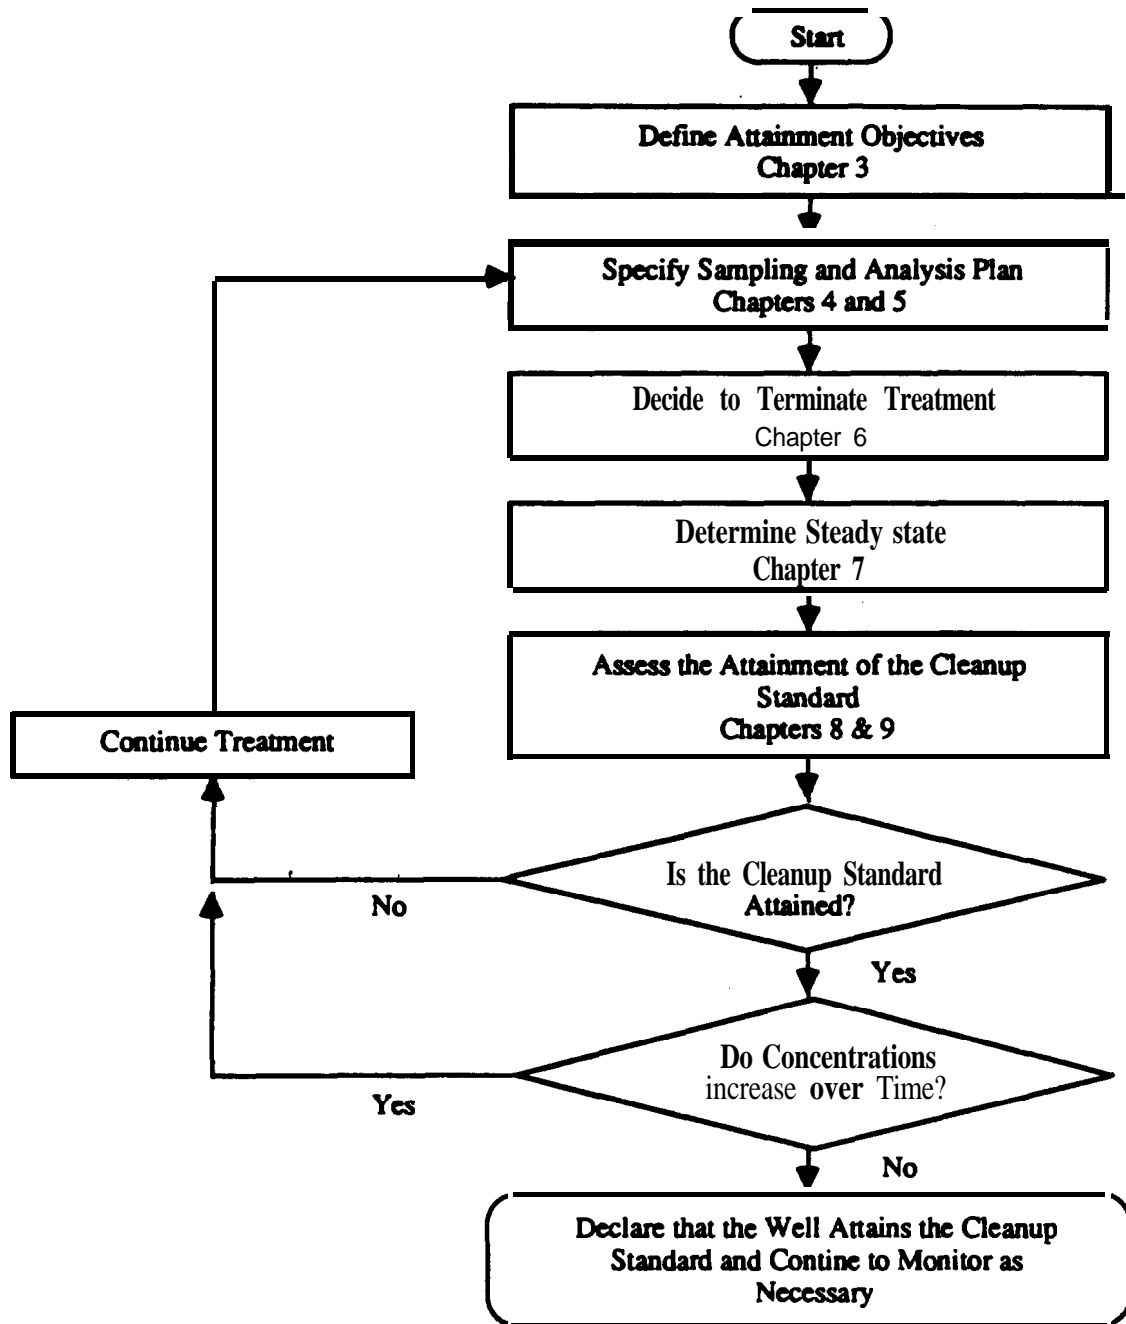 Start
Define Attainment Objectives
Chapter 3
Specify Sampling and Analysis Plan
Chapters 4 and 5
Decide to Terminate Treatment
Chapter 6
Determine Steady state
Chapter 7
Assess the Attainment of the Cleanup
Standard
Chapters 8 & 9
Continue Treatment
Is the Cleanup Standard
Attained?
No
Yes
Do Concentrations
increase over Time?
Yes
No
Declare that the Well Attains the Cleanup
Standard and Contine to Monitor as
Necessary